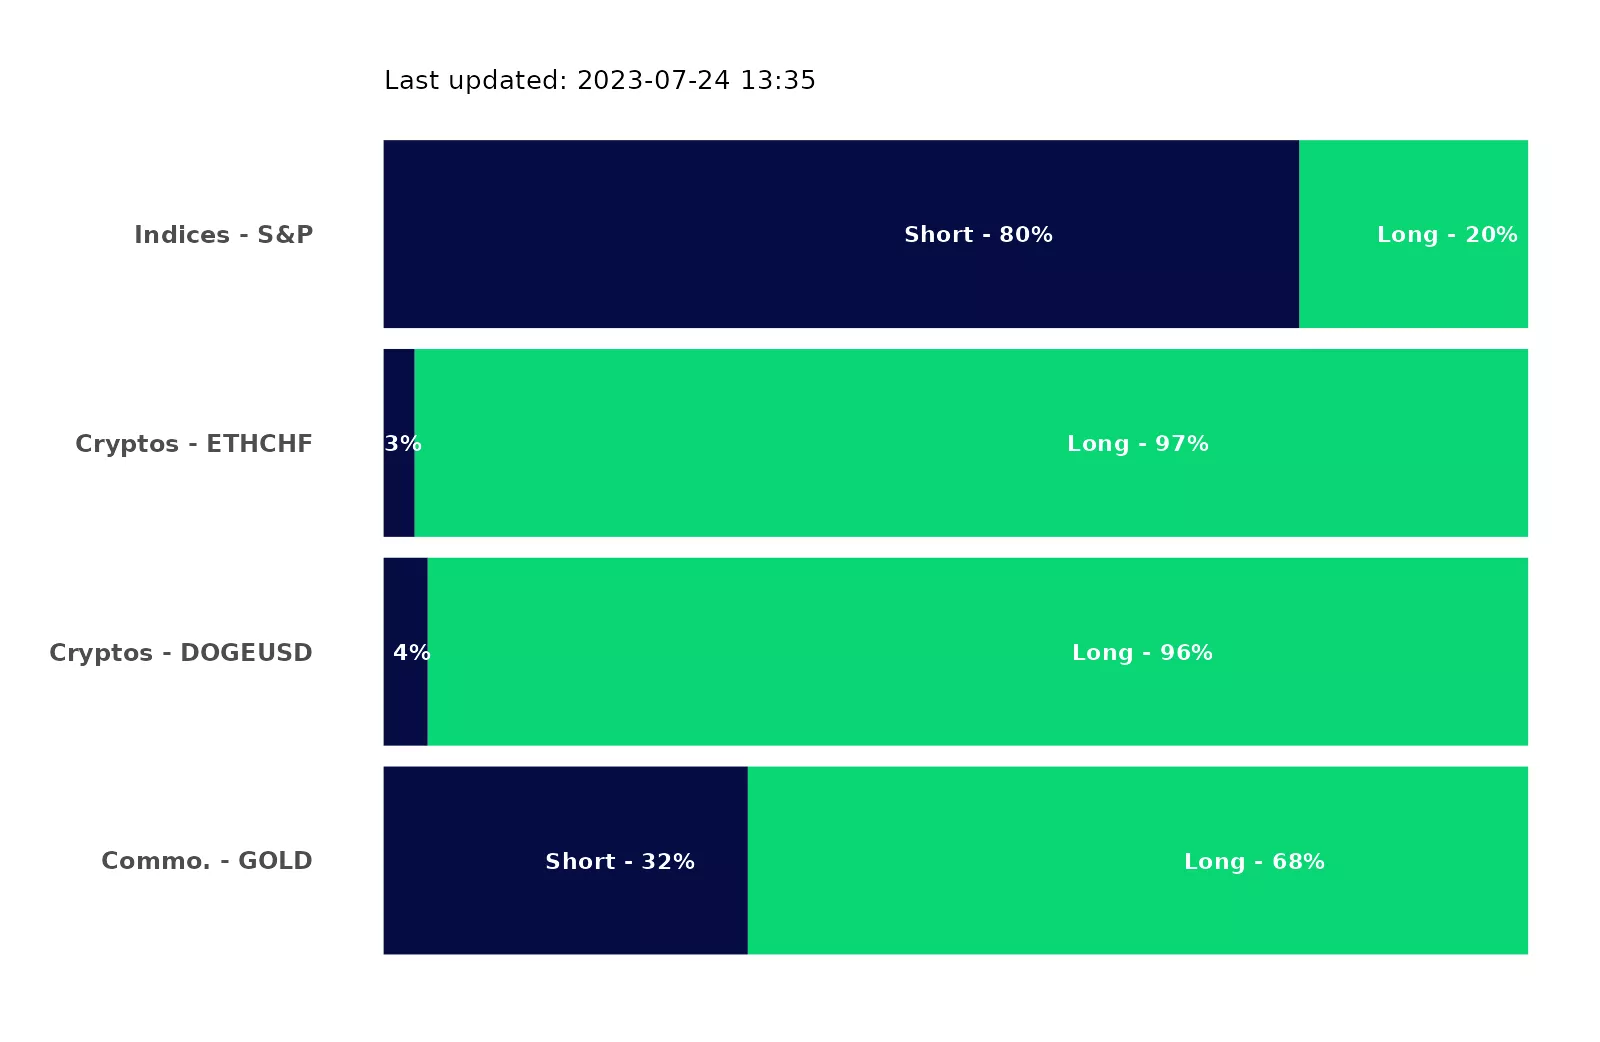 Last updated: 2023-07-24 13:35
Indices - S&P
Short - 80%
Long - 20%
Cryptos - ETHCHF
3%
Long - 97%
Cryptos - DOGEUSD
4%
Long - 96%
Commo. - GOLD
Short - 32%
Long - 68%